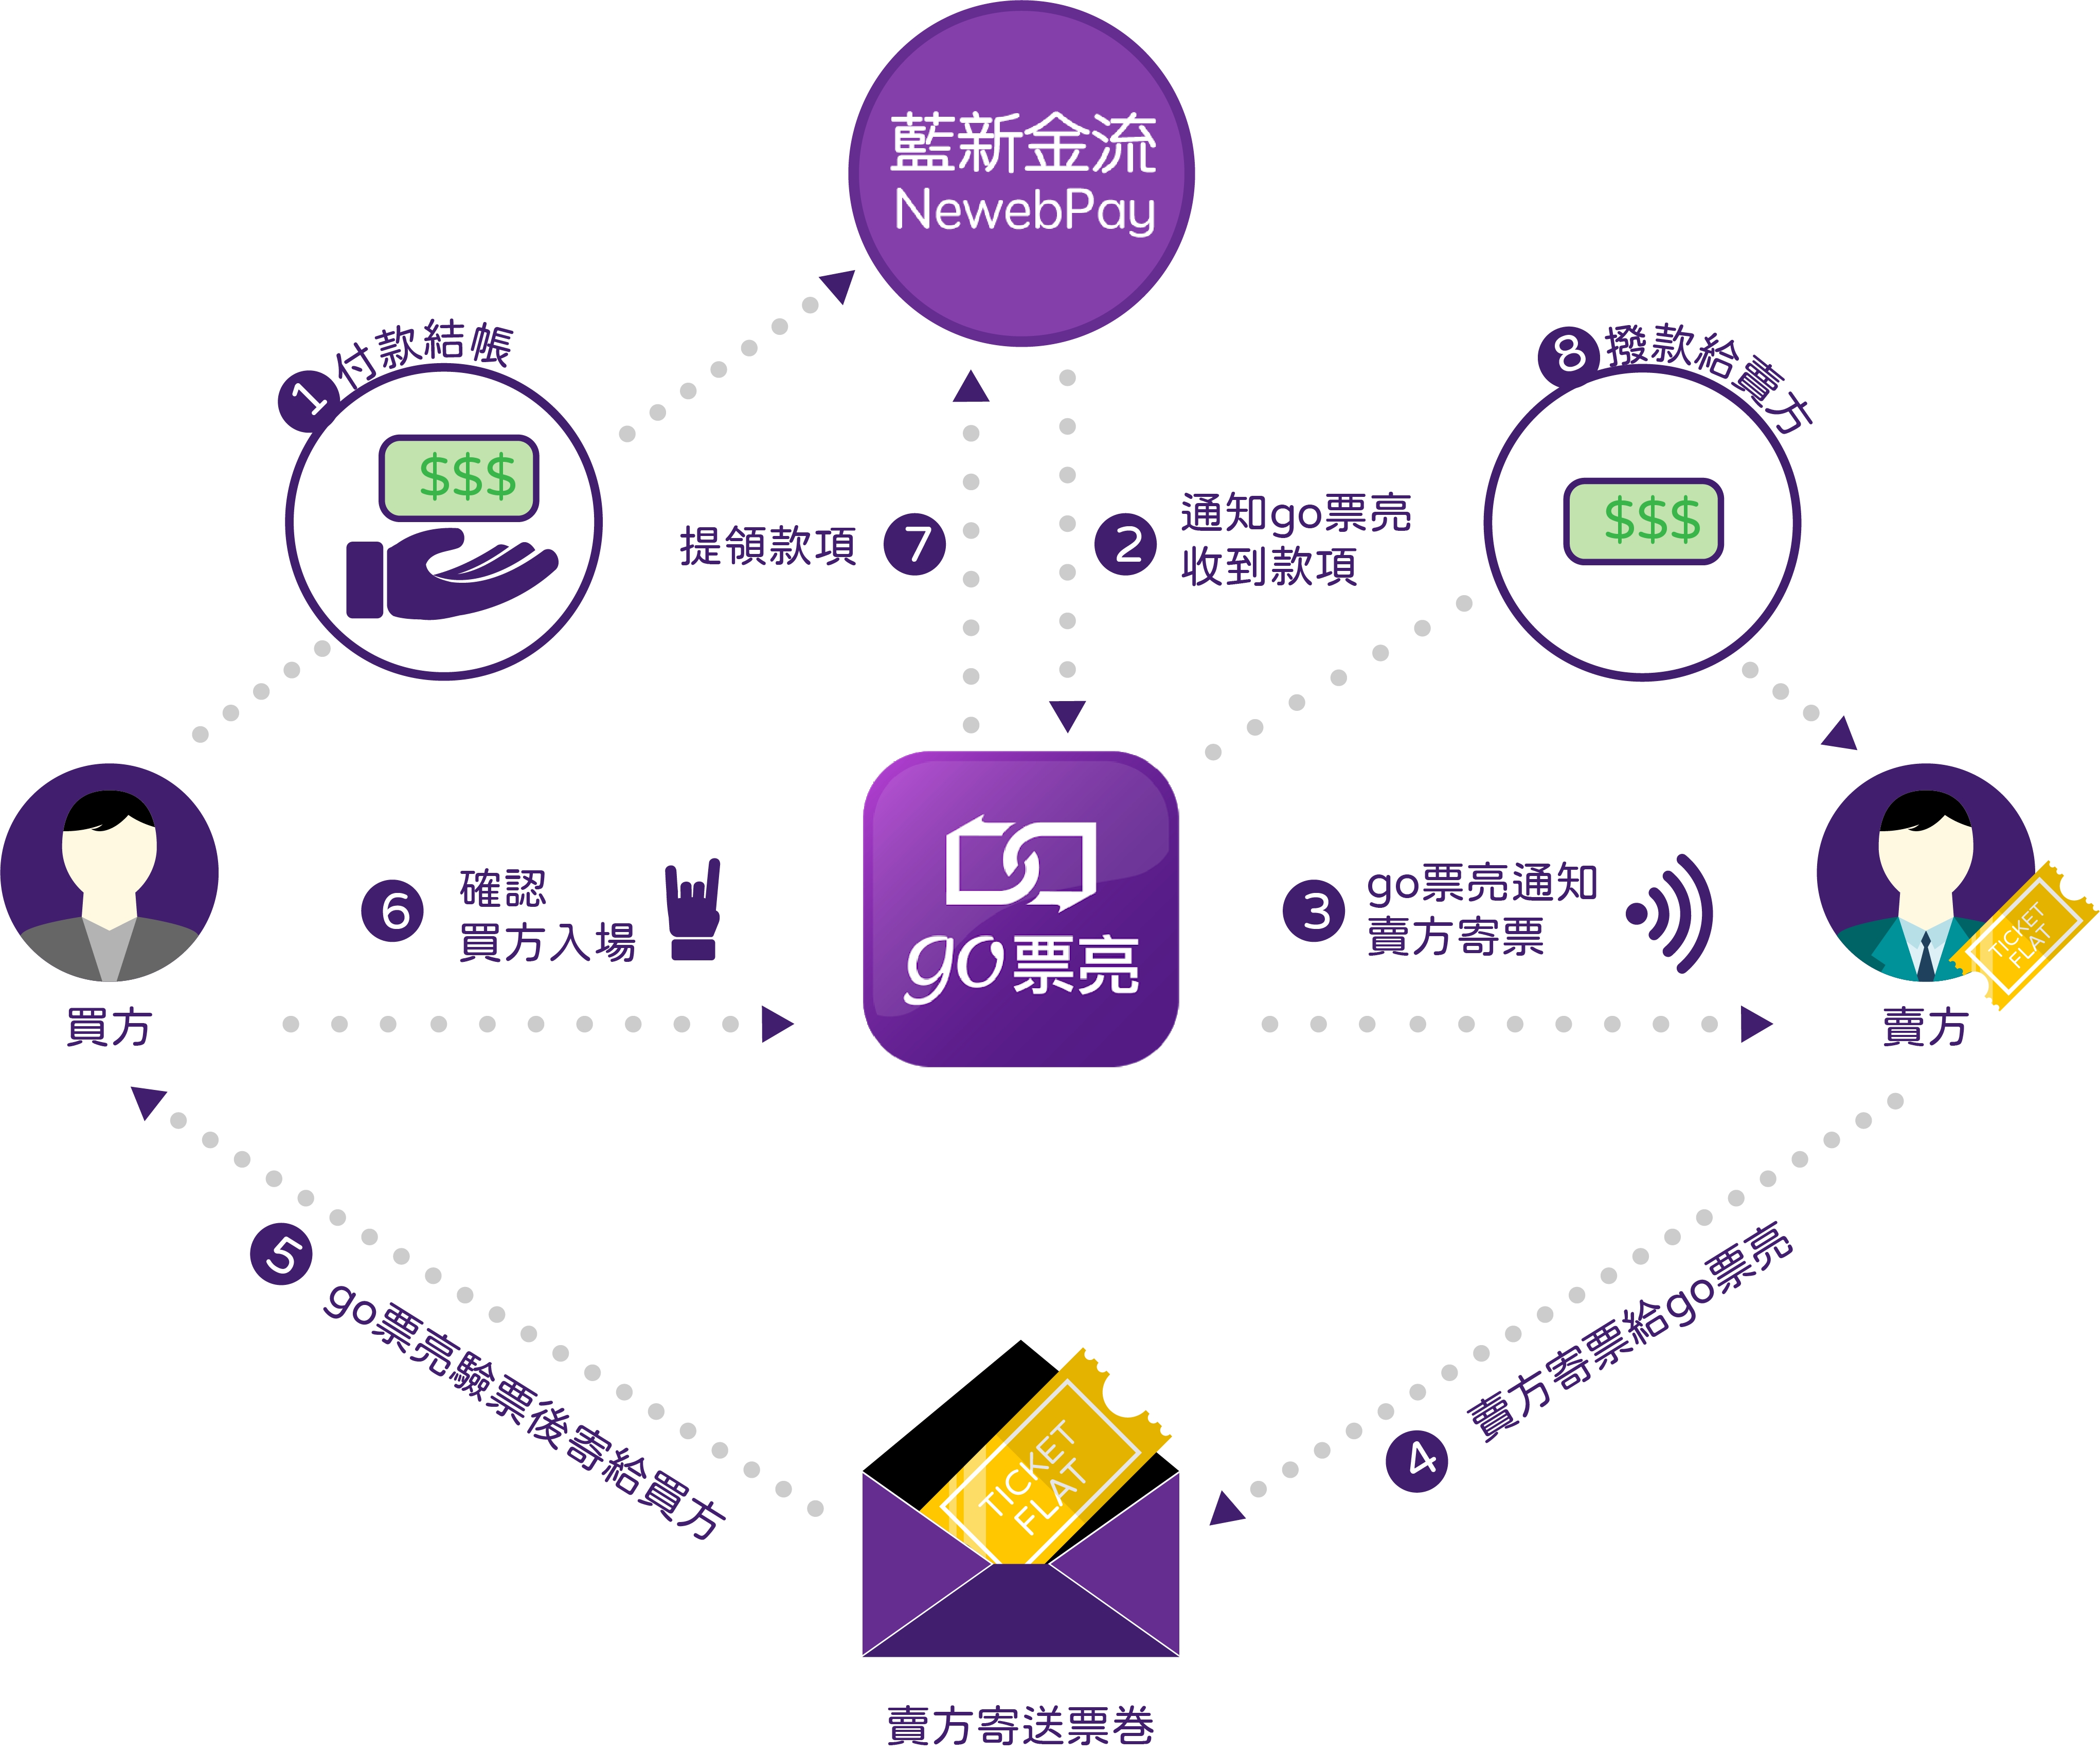 藍新金流
NewebPay
1 付款結帳
$$$
8 撥款給賣方
$$$
提領款項 7
2 通知go票亮
收到款項
6 確認
買方入場
go票亮
3 go票亮通知
賣方寄票
TICKET
FLAT
買方
賣方
5 go票亮驗票後寄給買方
4 賣方寄票給go票亮
TICKET
FLAT
賣方寄送票卷